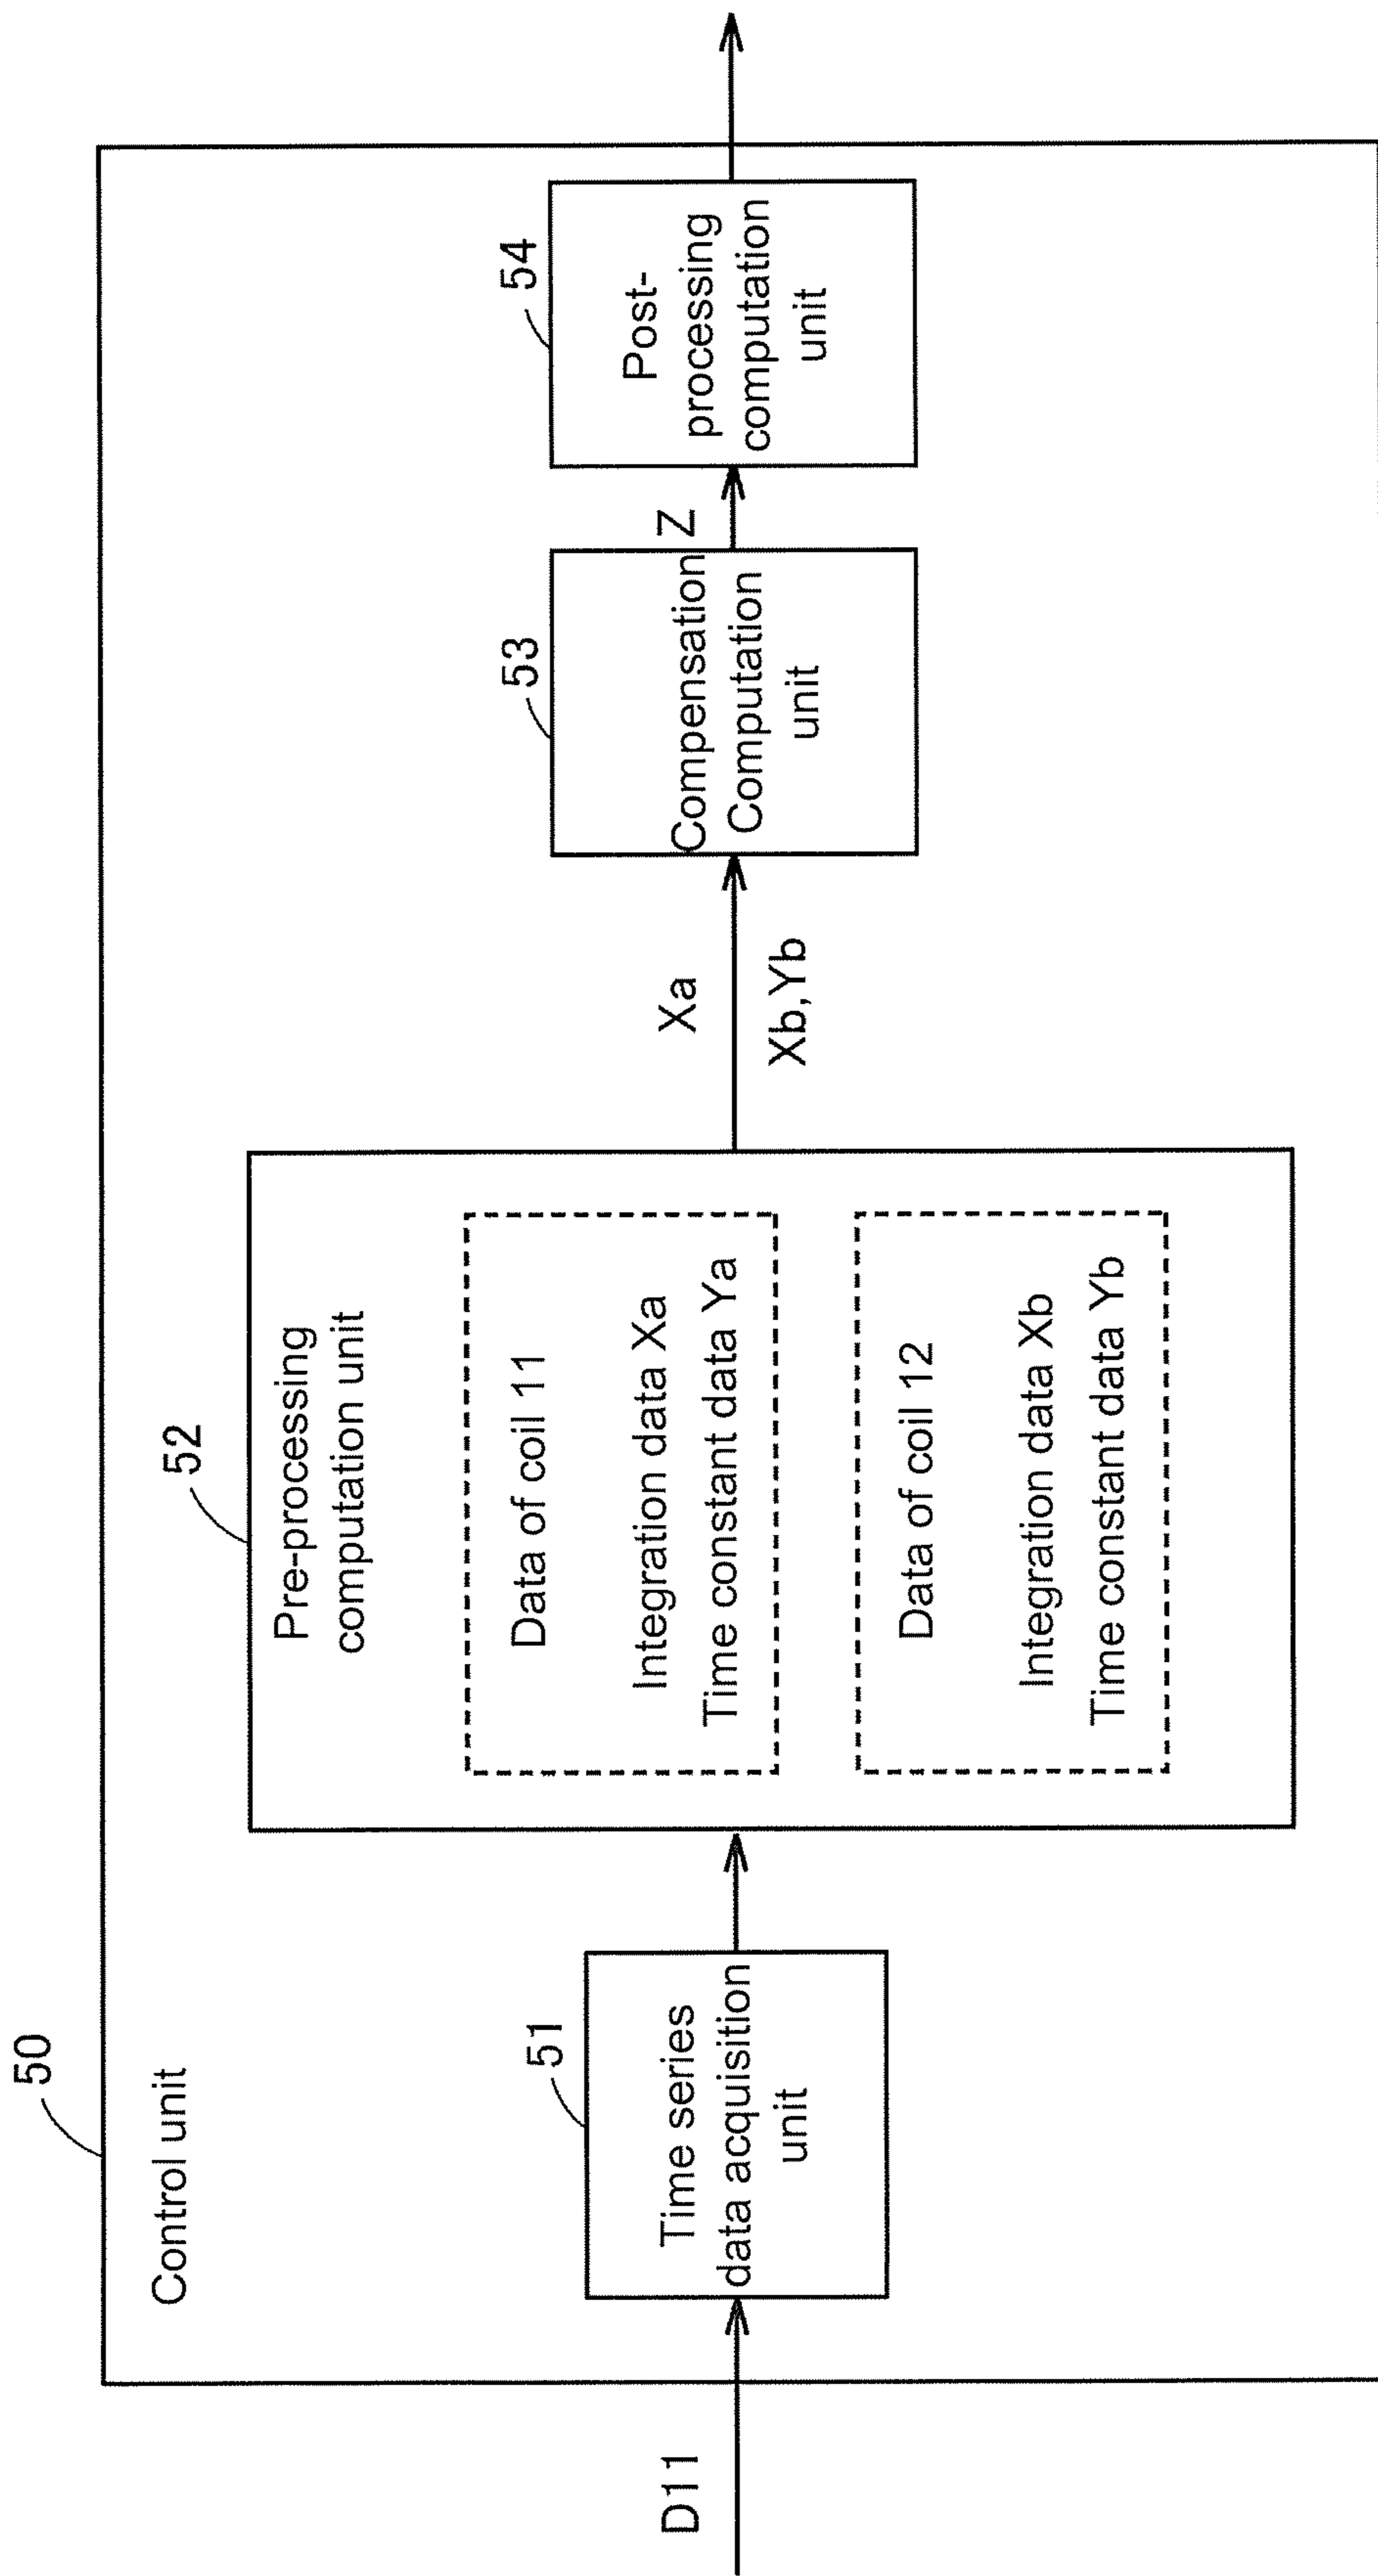 50
Control unit
D11
51
Time series
data acquisition
unit
52
Pre-processing
computation unit
Data of coil 11
Integration data Xa
Time constant data Ya
Data of coil 12
Integration data Xb
Time constant data Yb
Xa
Xb,Yb
53
Compensation
Computation
unit
Z
54
Post-
processing
computation
unit